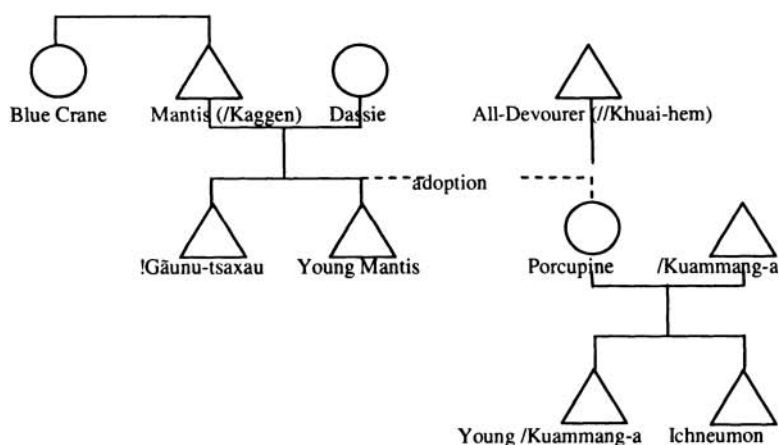 Blue Crane Mantis (/Kaggen) Dassie All-Devourer (//Khuai-hem)
adoption
!Gãunu-tsaxau Young Mantis Porcupine /Kuammang-a
Young /Kuammang-a Ichneumon